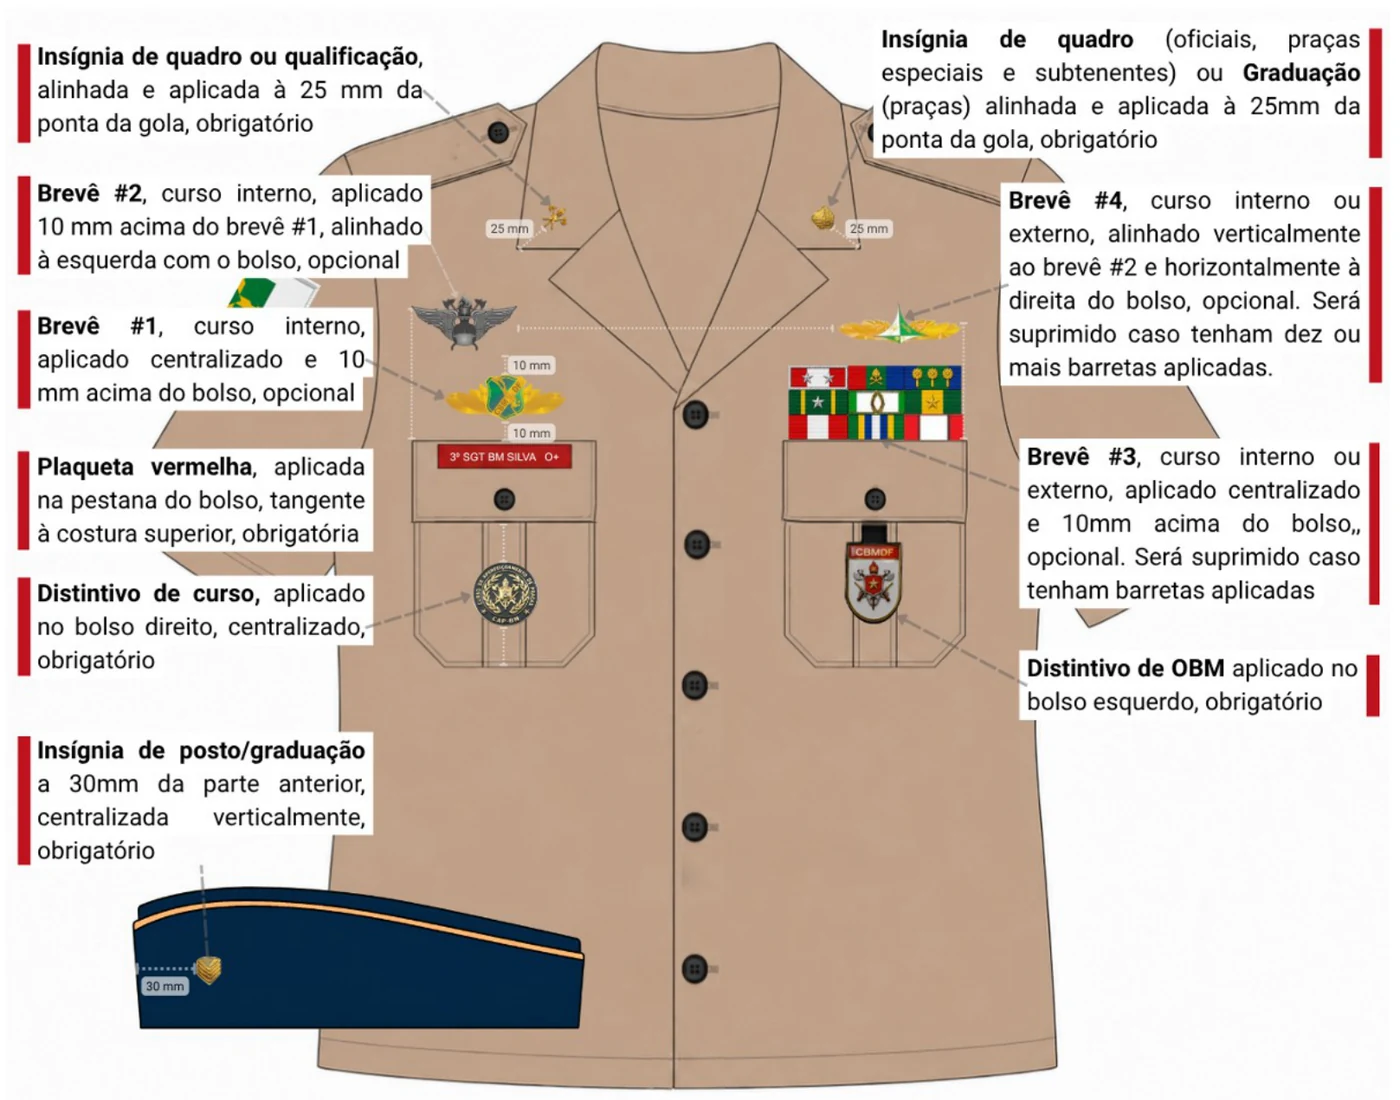 Insígnia de quadro ou qualificação,
alinhada e aplicada à 25 mm da
ponta da gola, obrigatório
Insígnia de quadro (oficiais, praças
especiais e subtenentes) ou Graduação
(praças) alinhada e aplicada à 25mm da
ponta da gola, obrigatório
Brevê #2, curso interno, aplicado
10 mm acima do brevê #1, alinhado
à esquerda com o bolso, opcional
Brevê #4, curso interno ou
externo, alinhado verticalmente
ao brevê #2 e horizontalmente à
direita do bolso, opcional. Será
suprimido caso tenham dez ou
mais barretas aplicadas.
25 mm
25 mm
Brevê #1, curso interno,
aplicado centralizado e 10
mm acima do bolso, opcional
10 mm
10 mm
Plaqueta vermelha, aplicada
na pestana do bolso, tangente
à costura superior, obrigatória
3º SGT BM SILVA O+
Brevê #3, curso interno ou
externo, aplicado centralizado
e 10mm acima do bolso,,
opcional. Será suprimido caso
tenham barretas aplicadas
Distintivo de curso, aplicado
no bolso direito, centralizado,
obrigatório
CAP-BM
CBMDF
Distintivo de OBM aplicado no
bolso esquerdo, obrigatório
Insígnia de posto/graduação
a 30mm da parte anterior,
centralizada verticalmente,
obrigatório
30 mm